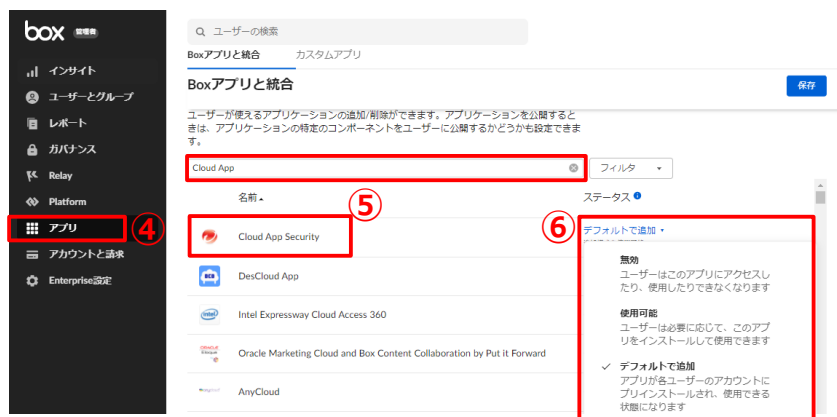 box 管理者
インサイト
ユーザーとグループ
レポート
ガバナンス
Relay
Platform
アプリ
アカウントと請求
Enterprise設定
④
ユーザーの検索
Boxアプリと統合 カスタムアプリ
Boxアプリと統合
保存
ユーザーが使えるアプリケーションの追加/削除ができます。アプリケーションを公開すると
きは、アプリケーションの特定のコンポーネントをユーザーに公開するかどうかも設定できま
す。
Cloud App
フィルタ
⑤
名前
ステータス
Cloud App Security
⑥
デフォルトで追加
DesCloud App
Intel Expressway Cloud Access 360
Oracle Marketing Cloud and Box Content Collaboration by Put it Forward
AnyCloud
無効
ユーザーはこのアプリにアクセスし
たり、使用したりできなくなります
使用可能
ユーザーは必要に応じて、このアプ
リをインストールして使用できます
デフォルトで追加
アプリが各ユーザーのアカウントに
プリインストールされ、使用できる
状態になります